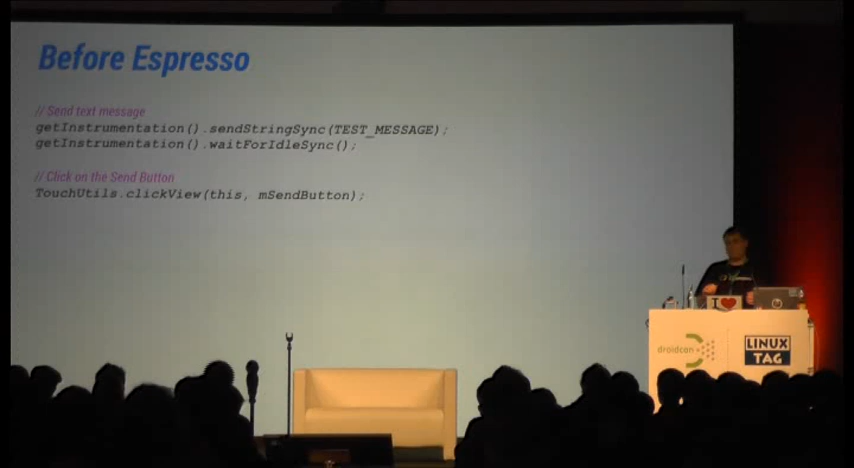 Before Espresso
// Send text message
getInstrumentation().sendStringSync(TEST_MESSAGE);
getInstrumentation().waitForIdleSync();
// Click on the Send Button
TouchUtils.clickView(this, mSendButton);
I
droidcon
LINUX
TAG